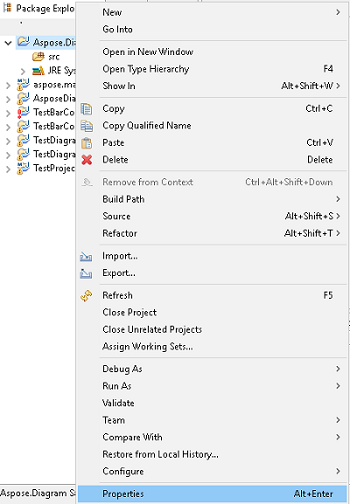 Package Explo
New
Go Into
Open in New Window
Open Type Hierarchy F4
Show In Alt+Shift+W
Copy Ctrl+C
Copy Qualified Name
Paste Ctrl+V
Delete Delete
Remove from Context Ctrl+Alt+Shift+Down
Build Path
Source Alt+Shift+S
Refactor Alt+Shift+T
Import...
Export...
Refresh F5
Close Project
Close Unrelated Projects
Assign Working Sets...
Debug As
Run As
Validate
Team
Compare With
Restore from Local History...
Configure
Properties Alt+Enter
Aspose.Dia
src
JRE Sy
aspose.ma
AsposeDia
TestBarCo
TestBarCo
TestDiagra
TestDiagra
TestProjec
Aspose.Diagram Sa